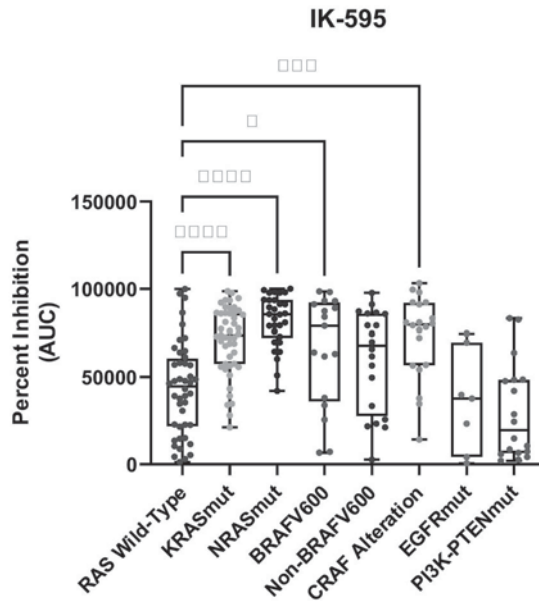 IK-595
□□□
□
□□□□
□□□□
Percent Inhibition
(AUC)
150000
100000
50000
0
RAS Wild-Type
KRASmut
NRASmut
BRAFV600
Non-BRAFV600
CRAF Alteration
EGFRmut
PI3K-PTENmut